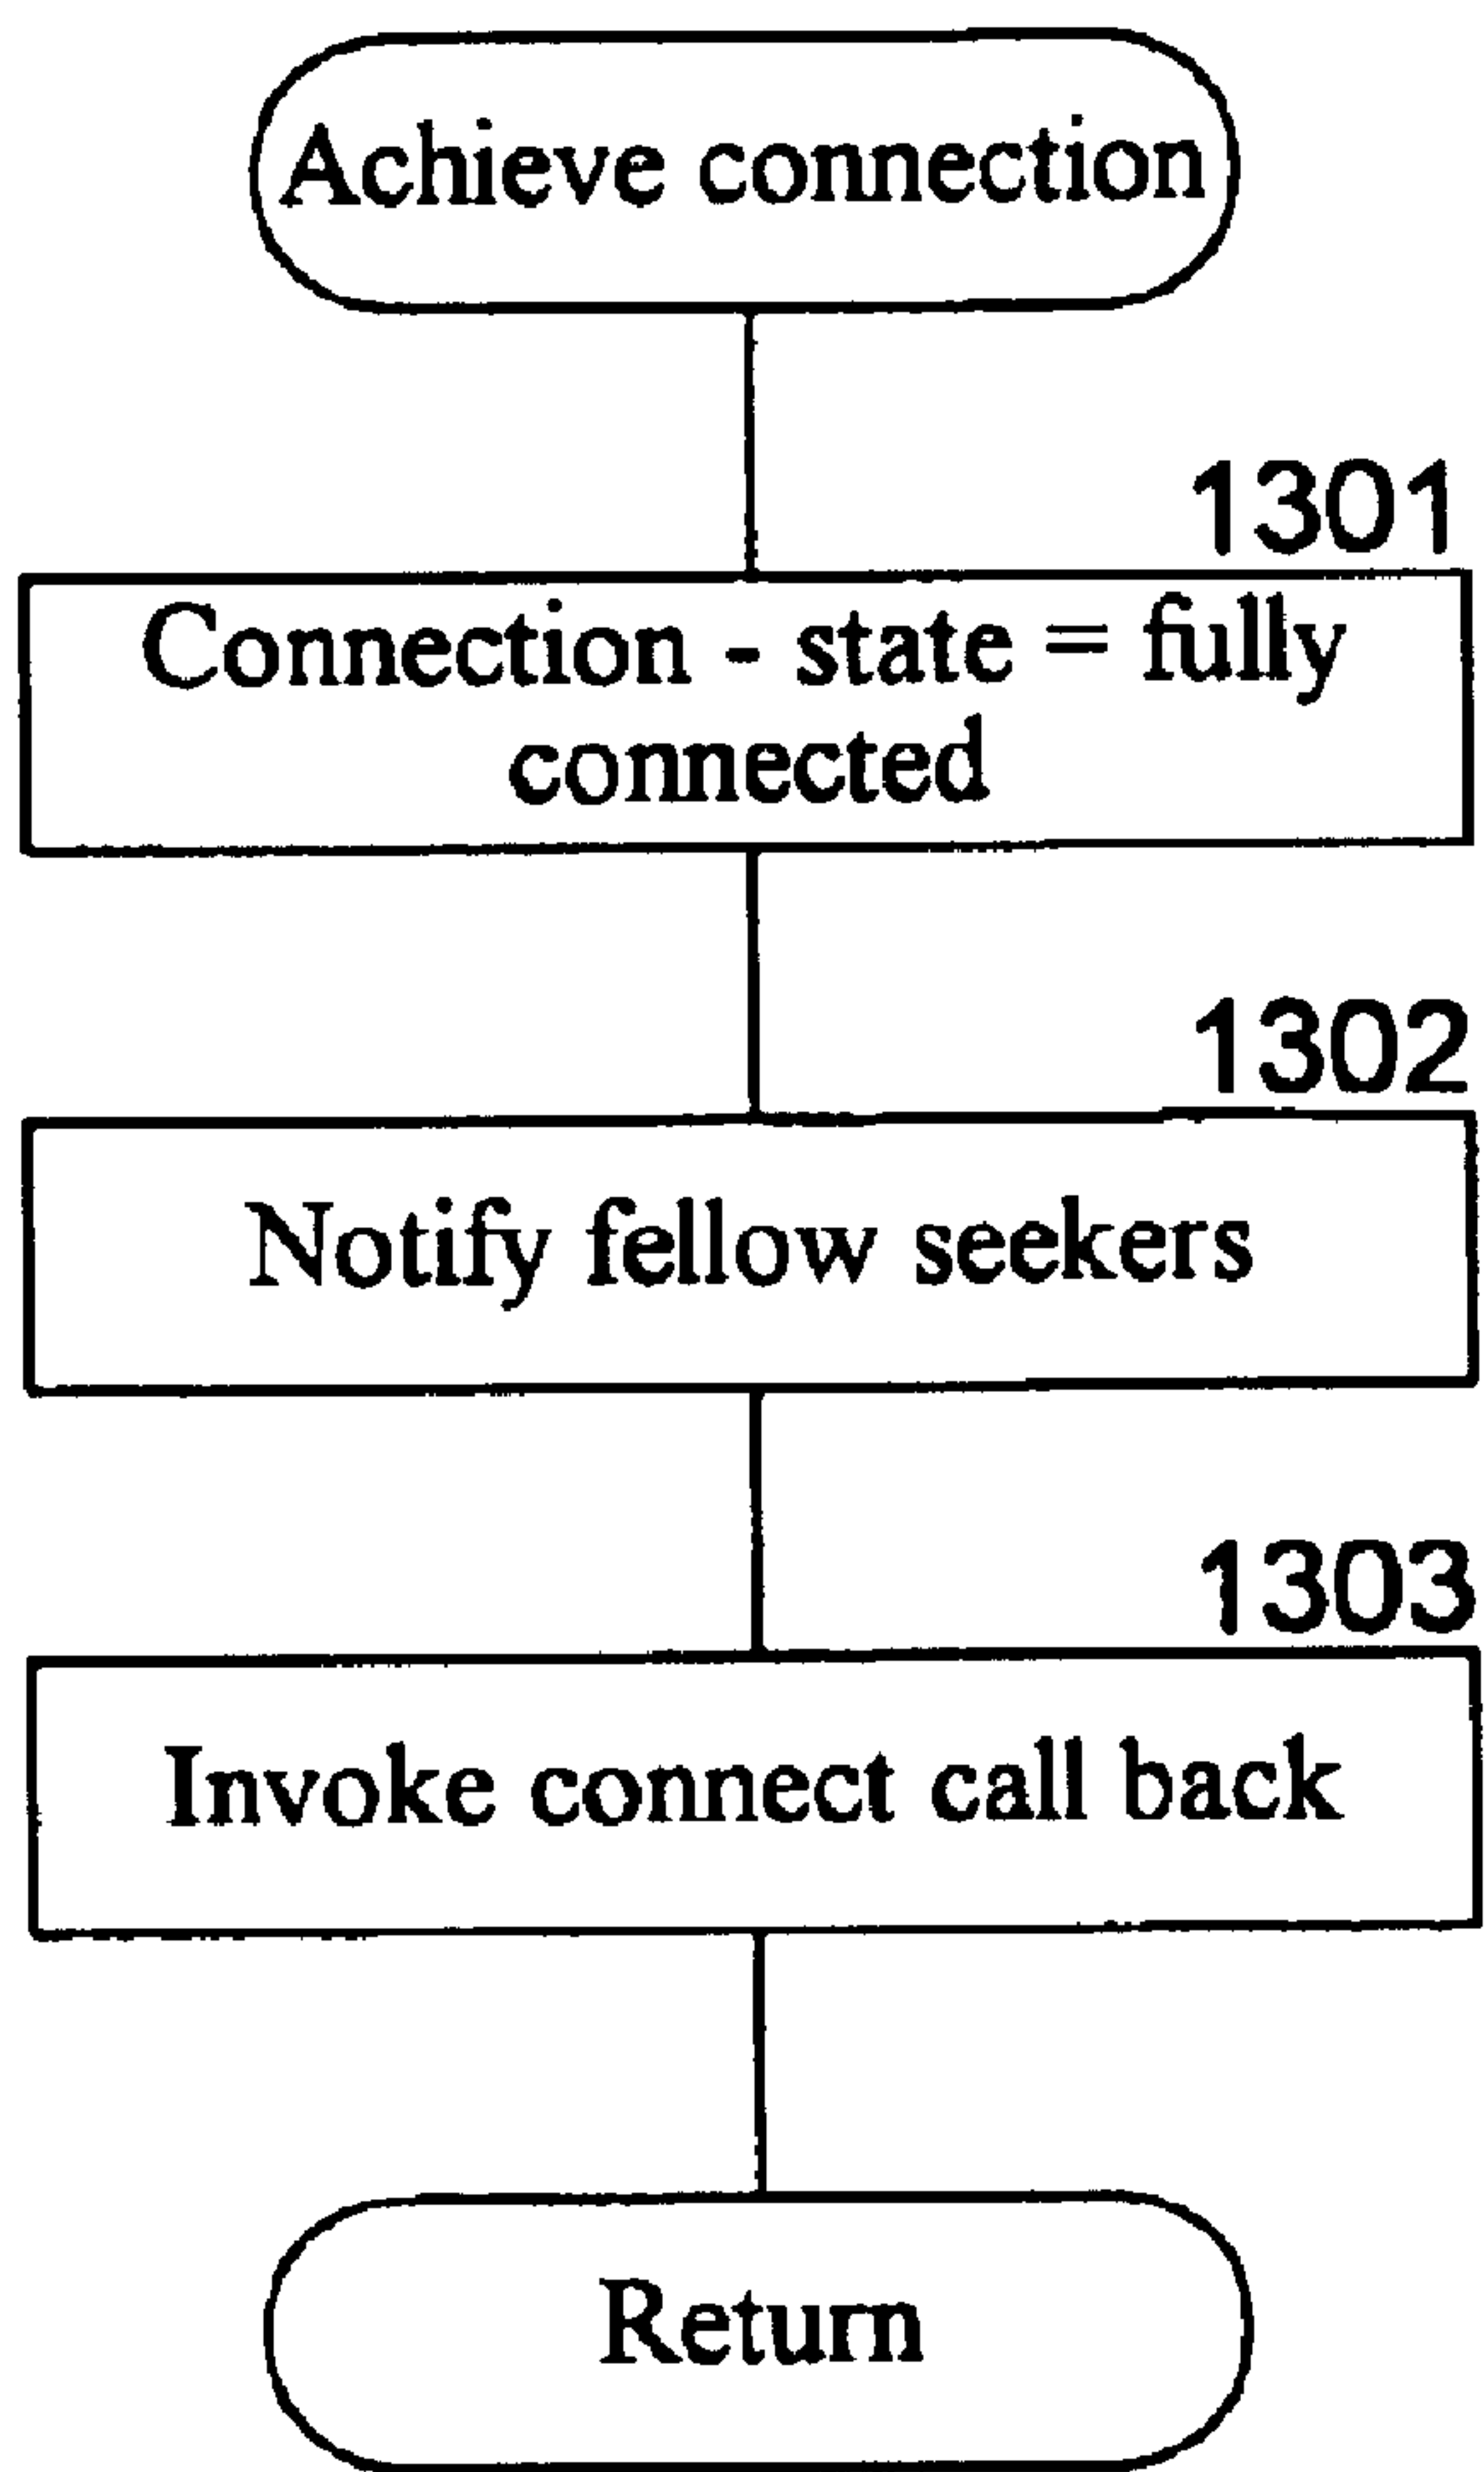 Achieve connection
1301
Connection - state = fully
connected
1302
Notify fellow seekers
1303
Invoke connect call back
Return